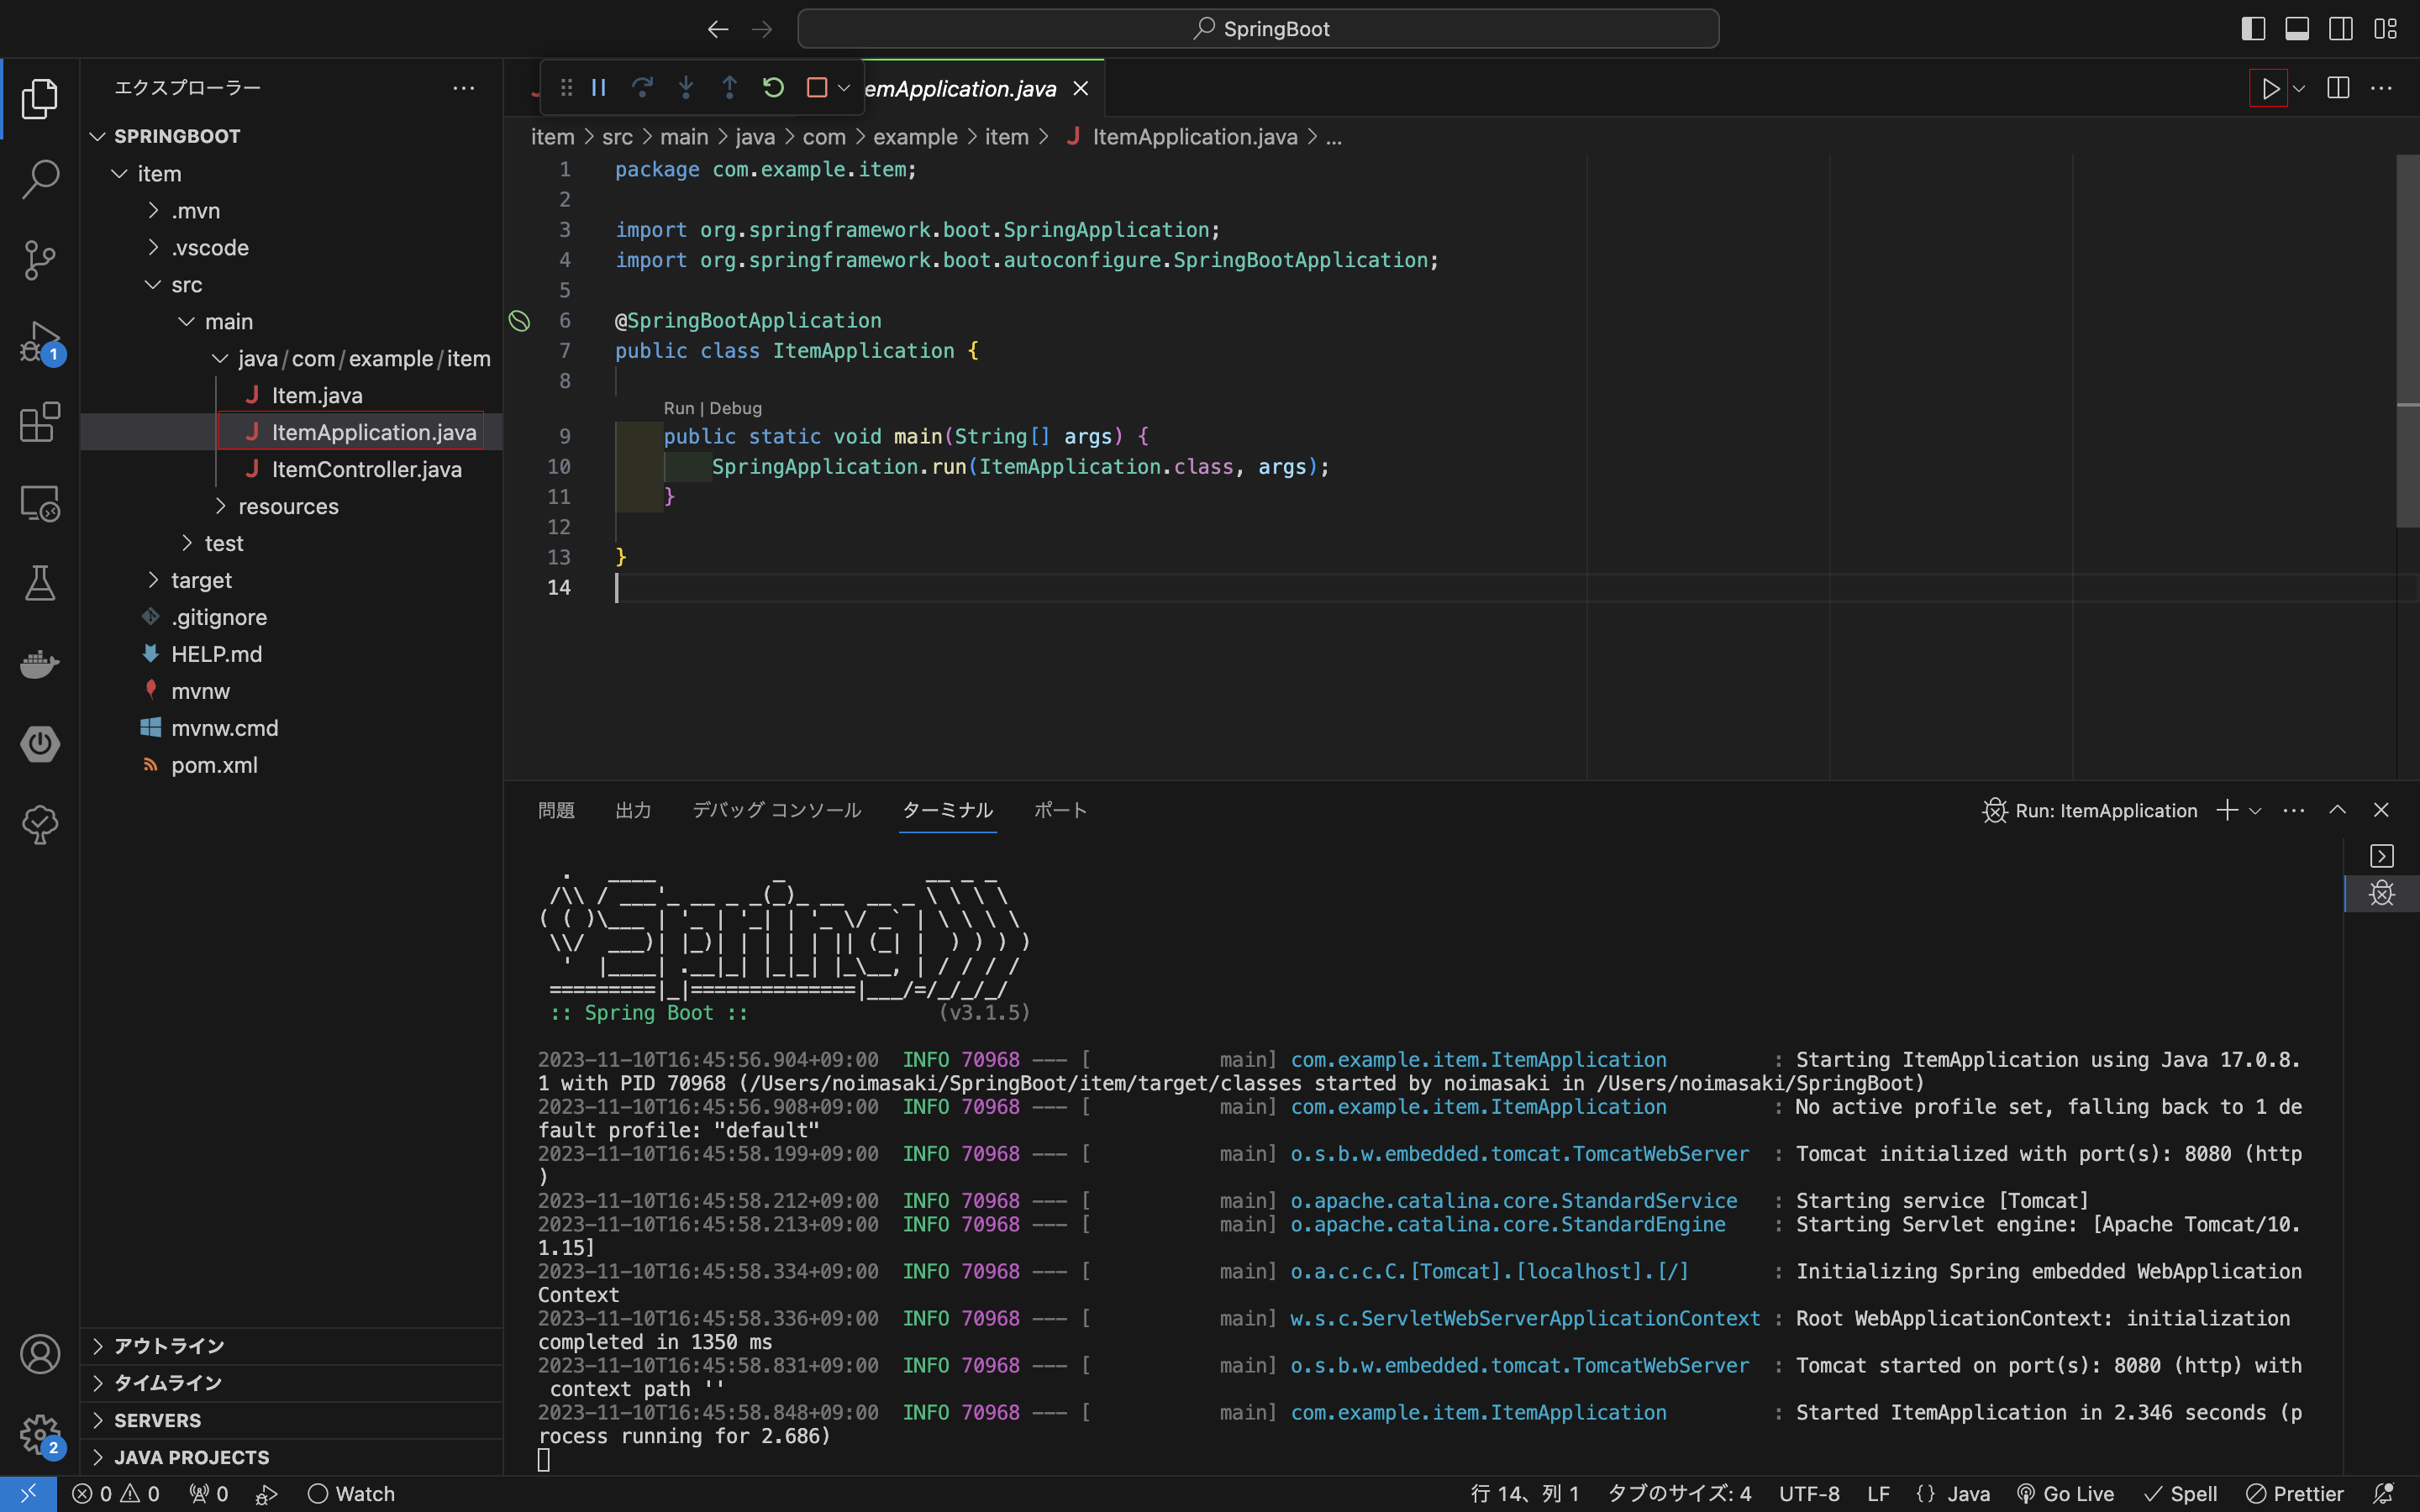 SpringBoot
エクスプローラー
emApplication.java
SPRINGBOOT
item
.mvn
.vscode
src
main
java/com/example/item
Item.java
ItemApplication.java
ItemController.java
resources
test
target
.gitignore
HELP.md
mvnw
mvnw.cmd
pom.xml
アウトライン
タイムライン
SERVERS
JAVA PROJECTS
1
2
item > src > main > java > com > example > item > ItemApplication.java > ...
1 package com.example.item;
2
3 import org.springframework.boot.SpringApplication;
4 import org.springframework.boot.autoconfigure.SpringBootApplication;
5
6 @SpringBootApplication
7 public class ItemApplication {
8
Run | Debug
9 public static void main(String[] args) {
10 SpringApplication.run(ItemApplication.class, args);
11 }
12
13 }
14
問題 出力 デバッグ コンソール ターミナル ポート
Run: ItemApplication
  .   ____          _            __ _ _
 /\\ / ___'_ __ _ _(_)_ __  __ _ \ \ \ \
( ( )\___ | '_ | '_| | '_ \/ _` | \ \ \ \
 \\/  ___)| |_)| | | | | || (_| |  ) ) ) )
  '  |____| .__|_| |_|_| |_\__, | / / / /
 =========|_|==============|___/=/_/_/_/
 :: Spring Boot ::                (v3.1.5)
2023-11-10T16:45:56.904+09:00  INFO 70968 --- [           main] com.example.item.ItemApplication         : Starting ItemApplication using Java 17.0.8.
1 with PID 70968 (/Users/noimasaki/SpringBoot/item/target/classes started by noimasaki in /Users/noimasaki/SpringBoot)
2023-11-10T16:45:56.908+09:00  INFO 70968 --- [           main] com.example.item.ItemApplication         : No active profile set, falling back to 1 de
fault profile: "default"
2023-11-10T16:45:58.199+09:00  INFO 70968 --- [           main] o.s.b.w.embedded.tomcat.TomcatWebServer  : Tomcat initialized with port(s): 8080 (http
)
2023-11-10T16:45:58.212+09:00  INFO 70968 --- [           main] o.apache.catalina.core.StandardService   : Starting service [Tomcat]
2023-11-10T16:45:58.213+09:00  INFO 70968 --- [           main] o.apache.catalina.core.StandardEngine    : Starting Servlet engine: [Apache Tomcat/10.
1.15]
2023-11-10T16:45:58.334+09:00  INFO 70968 --- [           main] o.a.c.c.C.[Tomcat].[localhost].[/]       : Initializing Spring embedded WebApplication
Context
2023-11-10T16:45:58.336+09:00  INFO 70968 --- [           main] w.s.c.ServletWebServerApplicationContext : Root WebApplicationContext: initialization
completed in 1350 ms
2023-11-10T16:45:58.831+09:00  INFO 70968 --- [           main] o.s.b.w.embedded.tomcat.TomcatWebServer  : Tomcat started on port(s): 8080 (http) with
 context path ''
2023-11-10T16:45:58.848+09:00  INFO 70968 --- [           main] com.example.item.ItemApplication         : Started ItemApplication in 2.346 seconds (p
rocess running for 2.686)
0 0 0 Watch 行 14、列 1 タブのサイズ: 4 UTF-8 LF {} Java Go Live Spell Prettier